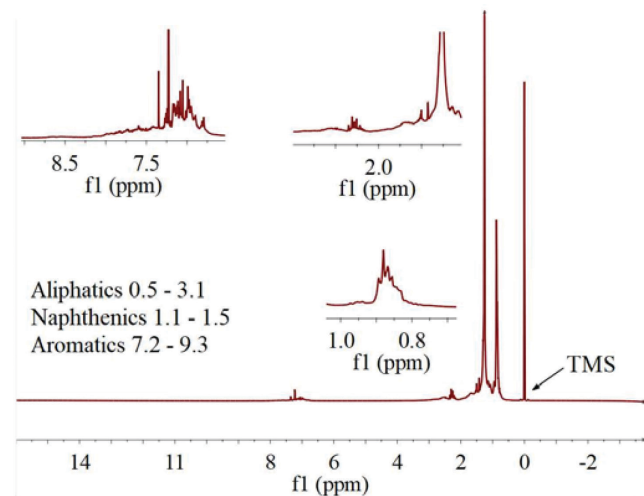 8.5 7.5
f1 (ppm)
2.0
f1 (ppm)
Aliphatics 0.5 - 3.1
Naphthenics 1.1 - 1.5
Aromatics 7.2 - 9.3
1.0 0.8
f1 (ppm)
TMS
14 11 8 6 4 2 0 -2
f1 (ppm)